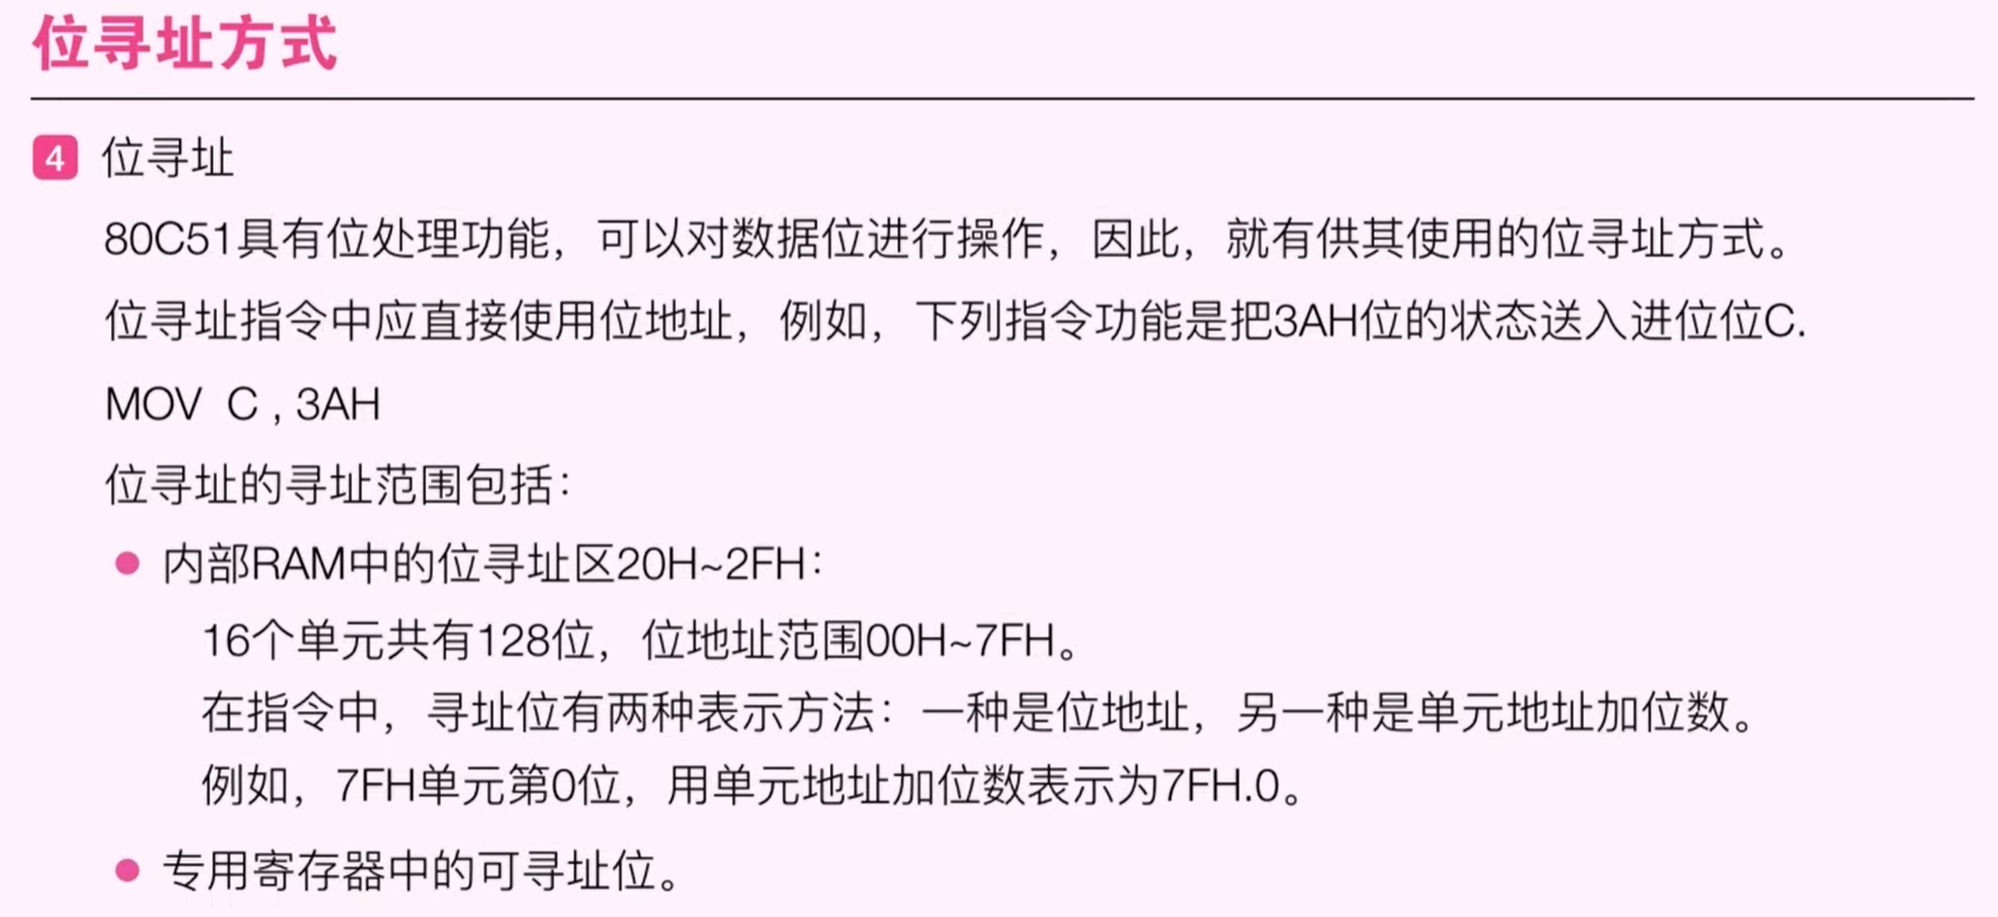 位寻址方式
4 位寻址
80C51具有位处理功能，可以对数据位进行操作，因此，就有供其使用的位寻址方式。
位寻址指令中应直接使用位地址，例如，下列指令功能是把3AH位的状态送入进位位C.
MOV C , 3AH
位寻址的寻址范围包括：
● 内部RAM中的位寻址区20H~2FH：
16个单元共有128位，位地址范围00H~7FH。
在指令中，寻址位有两种表示方法：一种是位地址，另一种是单元地址加位数。
例如，7FH单元第0位，用单元地址加位数表示为7FH.0。
● 专用寄存器中的可寻址位。